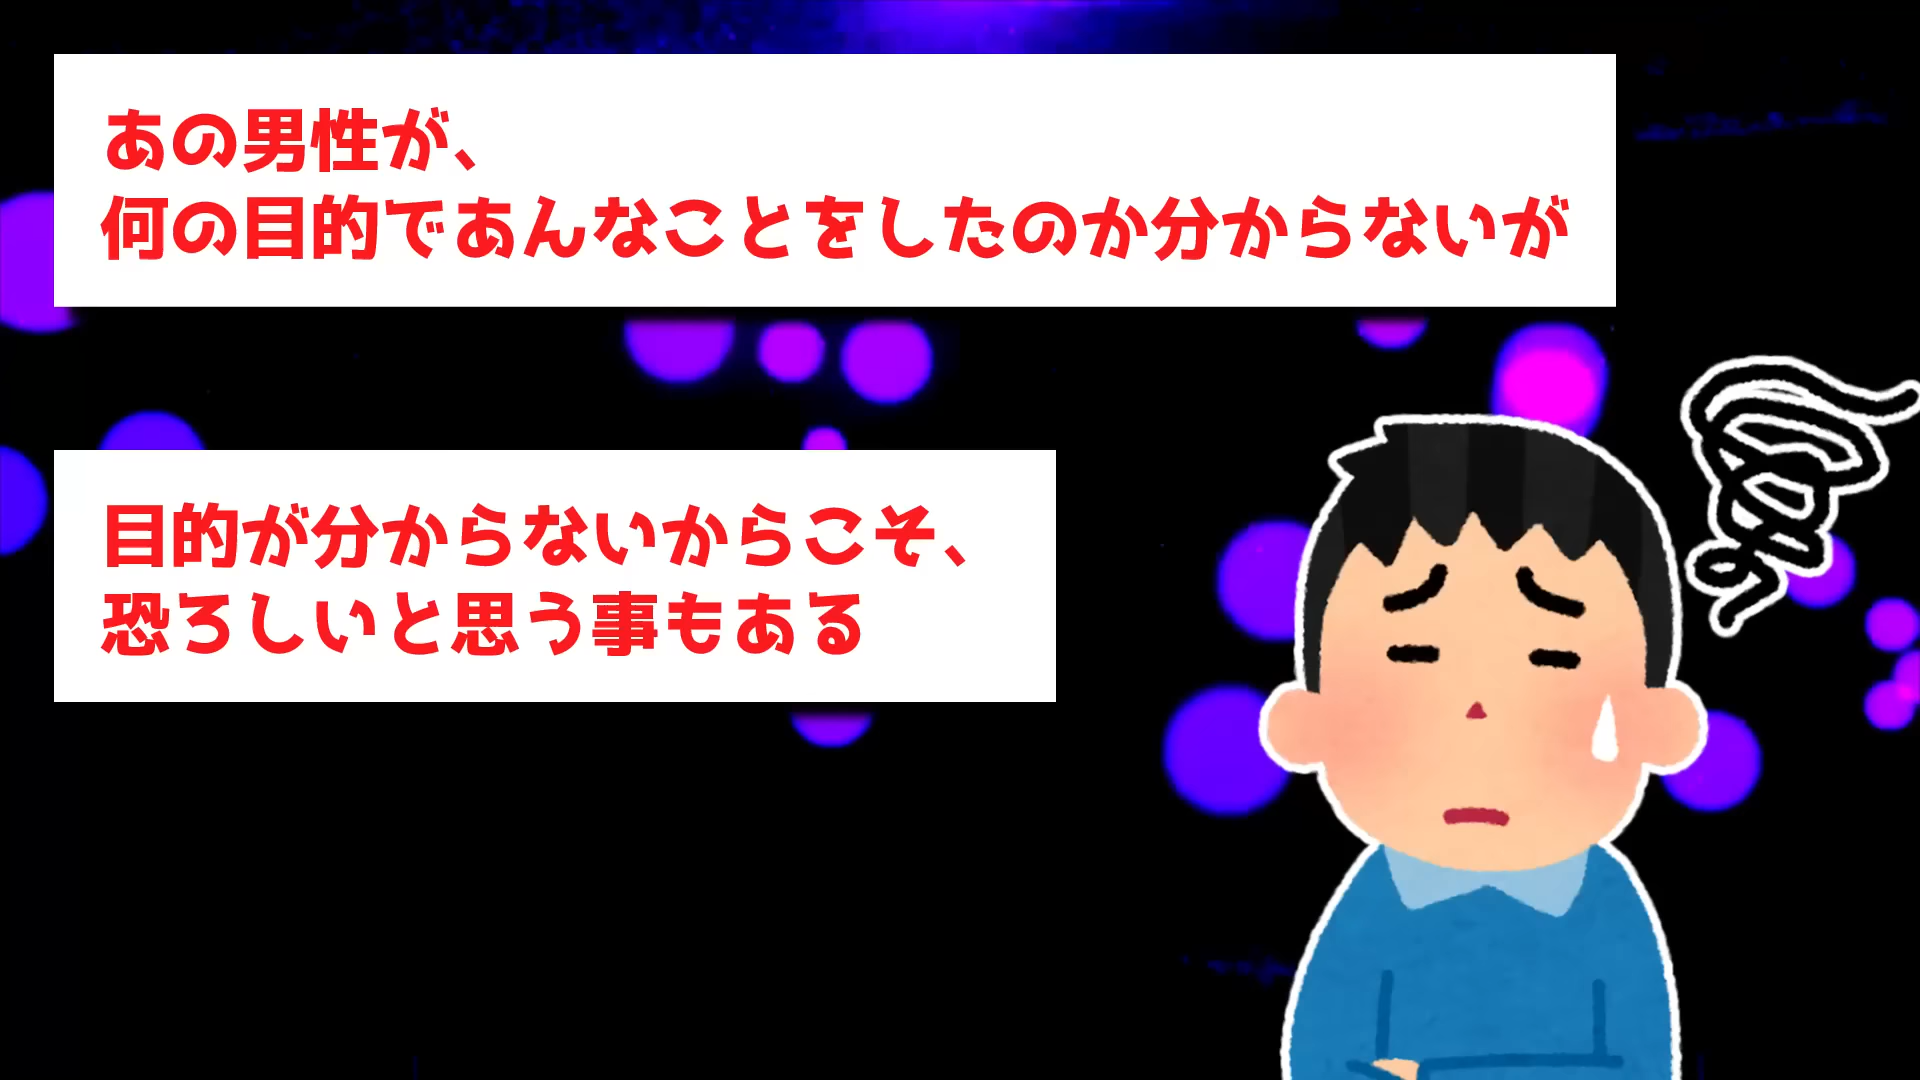 あの男性が、
何の目的であんなことをしたのか分からないが
目的が分からないからこそ、
恐ろしいと思う事もある